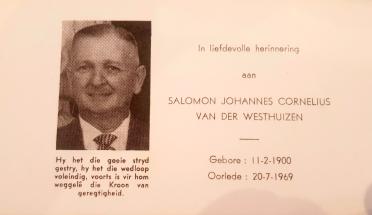 In liefdevolle herinnering
aan
SALOMON JOHANNES CORNELIUS
VAN DER WESTHUIZEN
Gebore : 11-2-1900
Oorlede : 20-7-1969
Hy het die goeie stryd
gestry, hy het die wedloop
voleindig, voorts is vir hom
weggelê die Kroon van
geregtigheid.